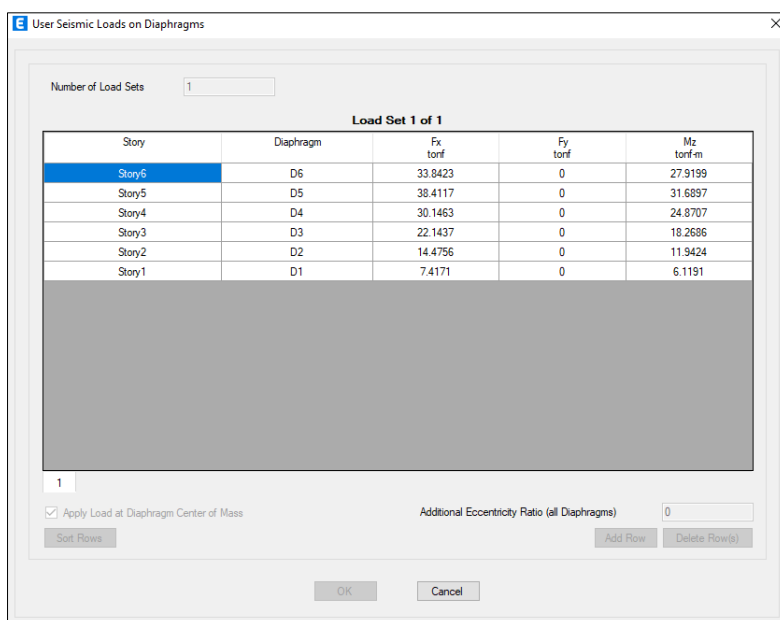 E User Seismic Loads on Diaphragms
Number of Load Sets 1
Load Set 1 of 1
Story Diaphragm Fx Fy Mz
tonf tonf tonf-m
Story6 D6 33.8423 0 27.9199
Story5 D5 38.4117 0 31.6897
Story4 D4 30.1463 0 24.8707
Story3 D3 22.1437 0 18.2686
Story2 D2 14.4756 0 11.9424
Story1 D1 7.4171 0 6.1191
1
Apply Load at Diaphragm Center of Mass Additional Eccentricity Ratio (all Diaphragms) 0
Sort Rows Add Row Delete Row(s)
OK Cancel